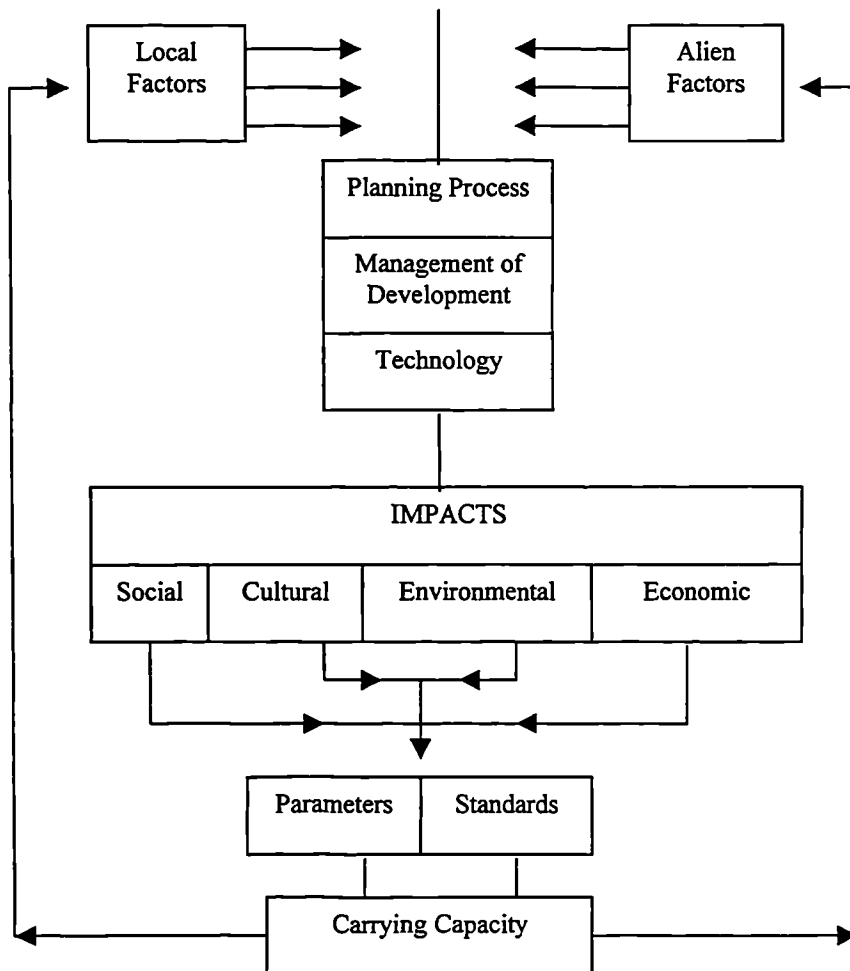 Local
Factors
Alien
Factors
Planning Process
Management of
Development
Technology
IMPACTS
Social
Cultural
Environmental
Economic
Parameters
Standards
Carrying Capacity